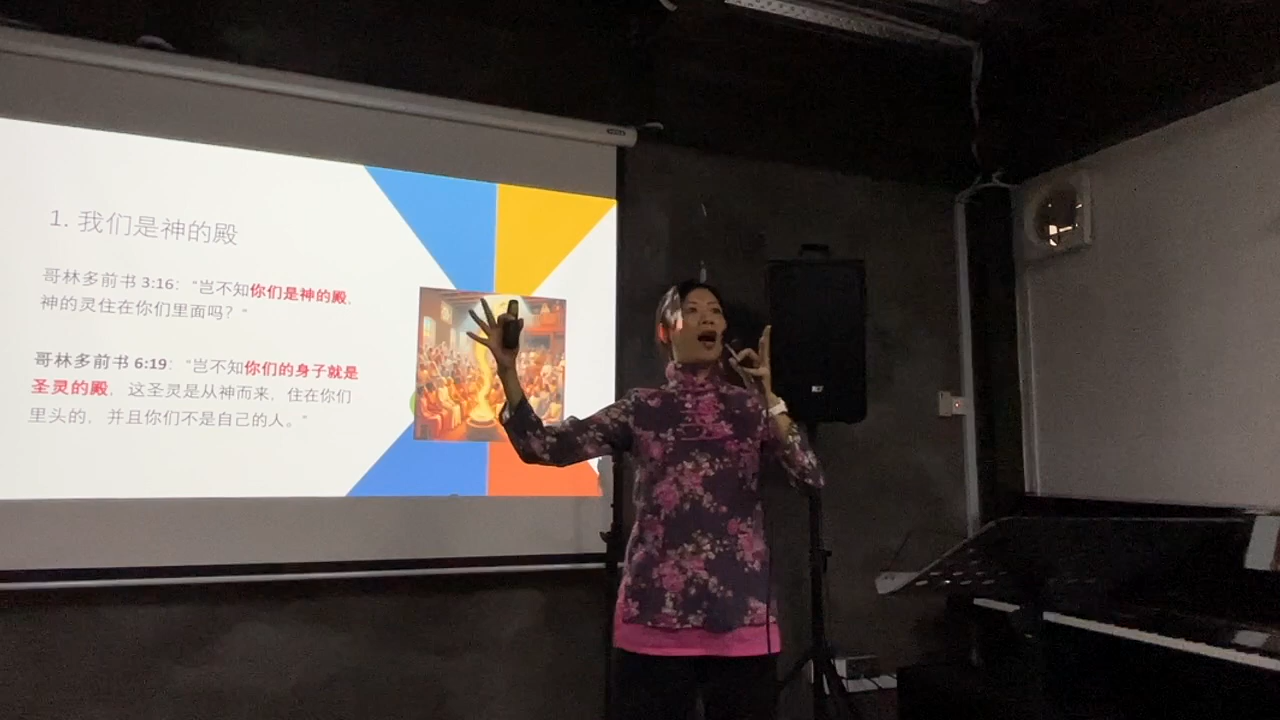 1. 我们是神的殿
哥林多前书 3:16：“岂不知你们是神的殿，
神的灵住在你们里面吗？”
哥林多前书 6:19：“岂不知你们的身子就是
圣灵的殿，这圣灵是从神而来，住在你们
里头的，并且你们不是自己的人。”